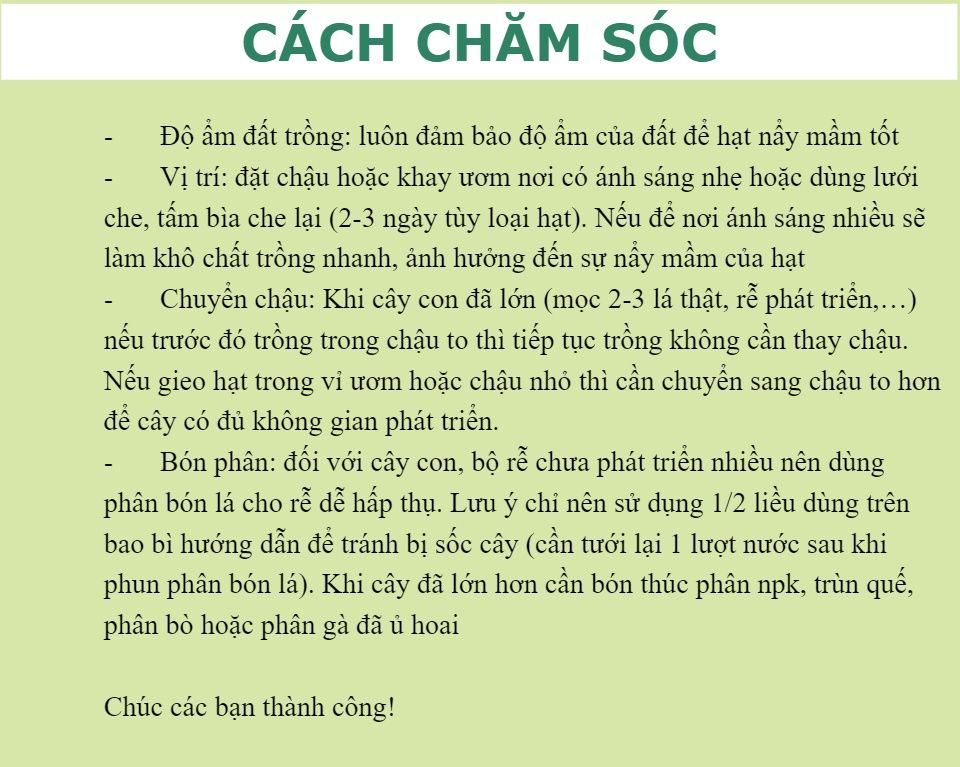 CÁCH CHĂM SÓC
- Độ ẩm đất trồng: luôn đảm bảo độ ẩm của đất để hạt nẩy mầm tốt
- Vị trí: đặt chậu hoặc khay ươm nơi có ánh sáng nhẹ hoặc dùng lưới
che, tấm bìa che lại (2-3 ngày tùy loại hạt). Nếu để nơi ánh sáng nhiều sẽ
làm khô chất trồng nhanh, ảnh hưởng đến sự nẩy mầm của hạt
- Chuyển chậu: Khi cây con đã lớn (mọc 2-3 lá thật, rễ phát triển,…)
nếu trước đó trồng trong chậu to thì tiếp tục trồng không cần thay chậu.
Nếu gieo hạt trong vỉ ươm hoặc chậu nhỏ thì cần chuyển sang chậu to hơn
để cây có đủ không gian phát triển.
- Bón phân: đối với cây con, bộ rễ chưa phát triển nhiều nên dùng
phân bón lá cho rễ dễ hấp thụ. Lưu ý chỉ nên sử dụng 1/2 liều dùng trên
bao bì hướng dẫn để tránh bị sốc cây (cần tưới lại 1 lượt nước sau khi
phun phân bón lá). Khi cây đã lớn hơn cần bón thúc phân npk, trùn quế,
phân bò hoặc phân gà đã ủ hoai
Chúc các bạn thành công!